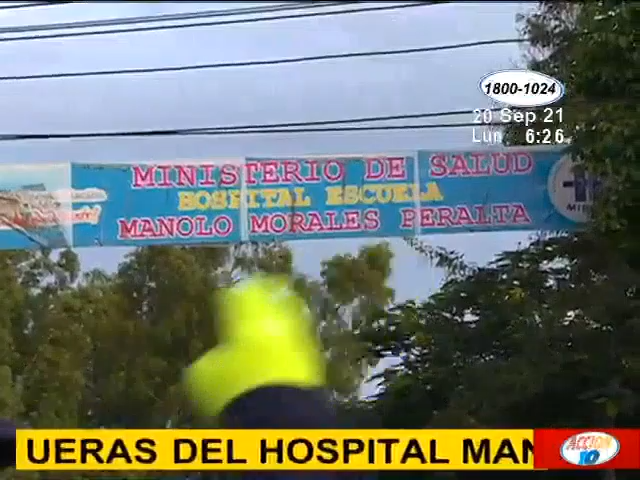 1800-1024
20 Sep 21
Lun 6:26
MINISTERIO DE SALUD
HOSPITAL ESCUELA
MANOLO MORALES PERALTA
UERAS DEL HOSPITAL MAN
ACCION
10